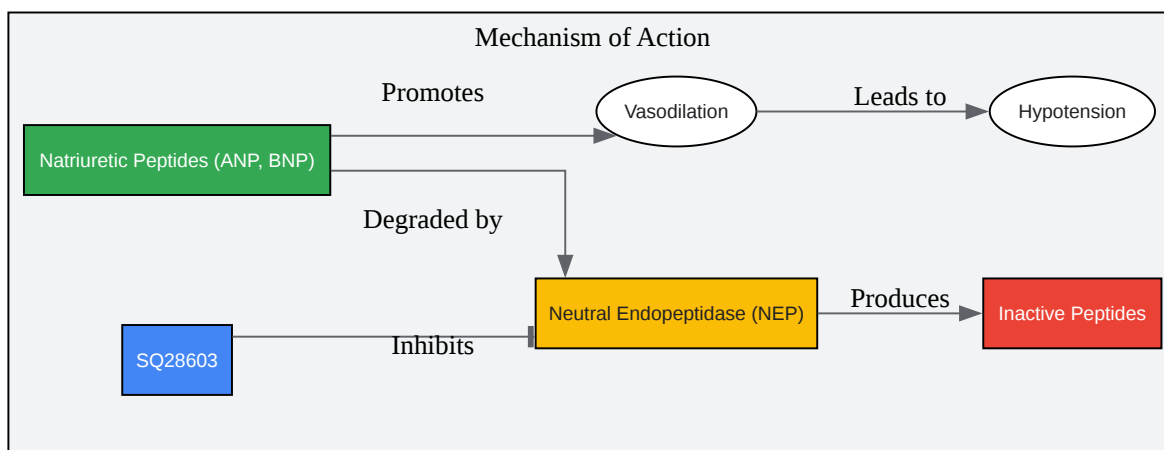 Mechanism of Action
Promotes
Vasodilation
Leads to
Hypotension
Natriuretic Peptides (ANP, BNP)
Degraded by
Neutral Endopeptidase (NEP)
Produces
Inactive Peptides
SQ28603
Inhibits